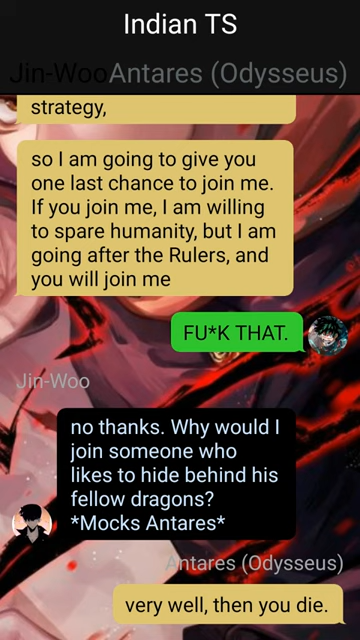 Indian TS
Jin-Woo Antares (Odysseus)
strategy,
so I am going to give you
one last chance to join me.
If you join me, I am willing
to spare humanity, but I am
going after the Rulers, and
you will join me
FU*K THAT.
Jin-Woo
no thanks. Why would I
join someone who
likes to hide behind his
fellow dragons?
*Mocks Antares*
Antares (Odysseus)
very well, then you die.